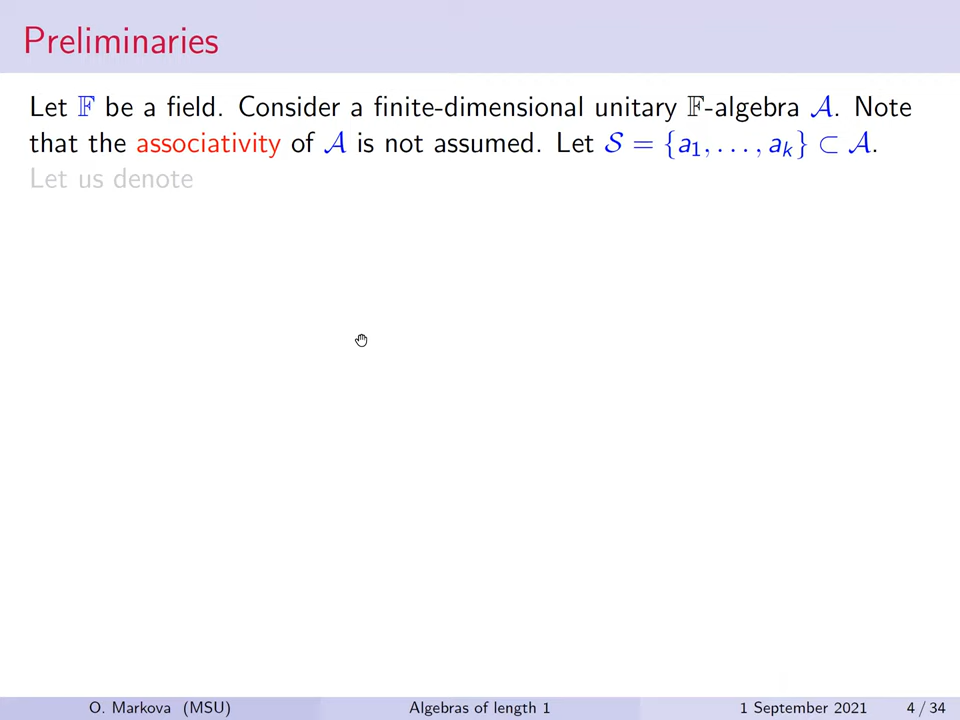 Preliminaries
Let 𝔽 be a field. Consider a finite-dimensional unitary 𝔽-algebra 𝒜. Note
that the associativity of 𝒜 is not assumed. Let 𝒮 = {a₁, . . . , aₖ} ⊂ 𝒜.
Let us denote
O. Markova (MSU) Algebras of length 1 1 September 2021 4 / 34